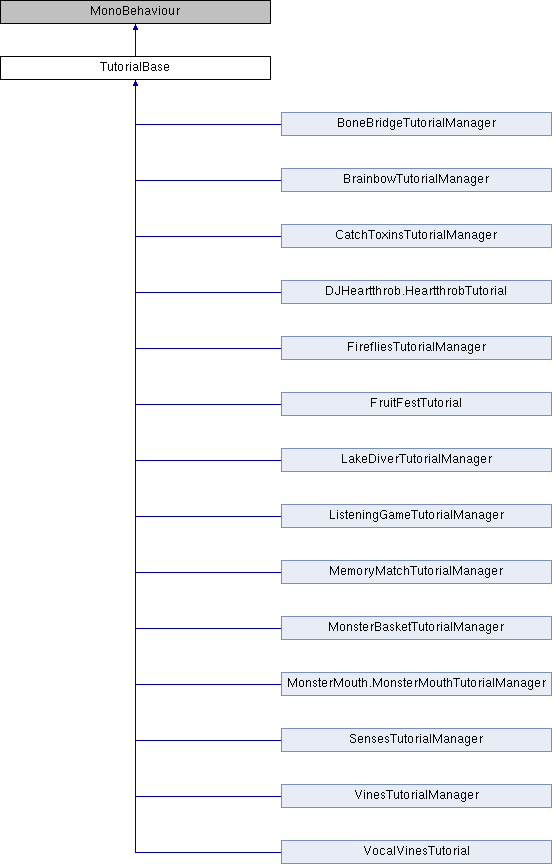 MonoBehaviour
TutorialBase
BoneBridgeTutorialManager
BrainbowTutorialManager
CatchToxinsTutorialManager
DJHeartthrob.HeartthrobTutorial
FirefliesTutorialManager
FruitFestTutorial
LakeDiverTutorialManager
ListeningGameTutorialManager
MemoryMatchTutorialManager
MonsterBasketTutorialManager
MonsterMouth.MonsterMouthTutorialManager
SensesTutorialManager
VinesTutorialManager
VocalVinesTutorial